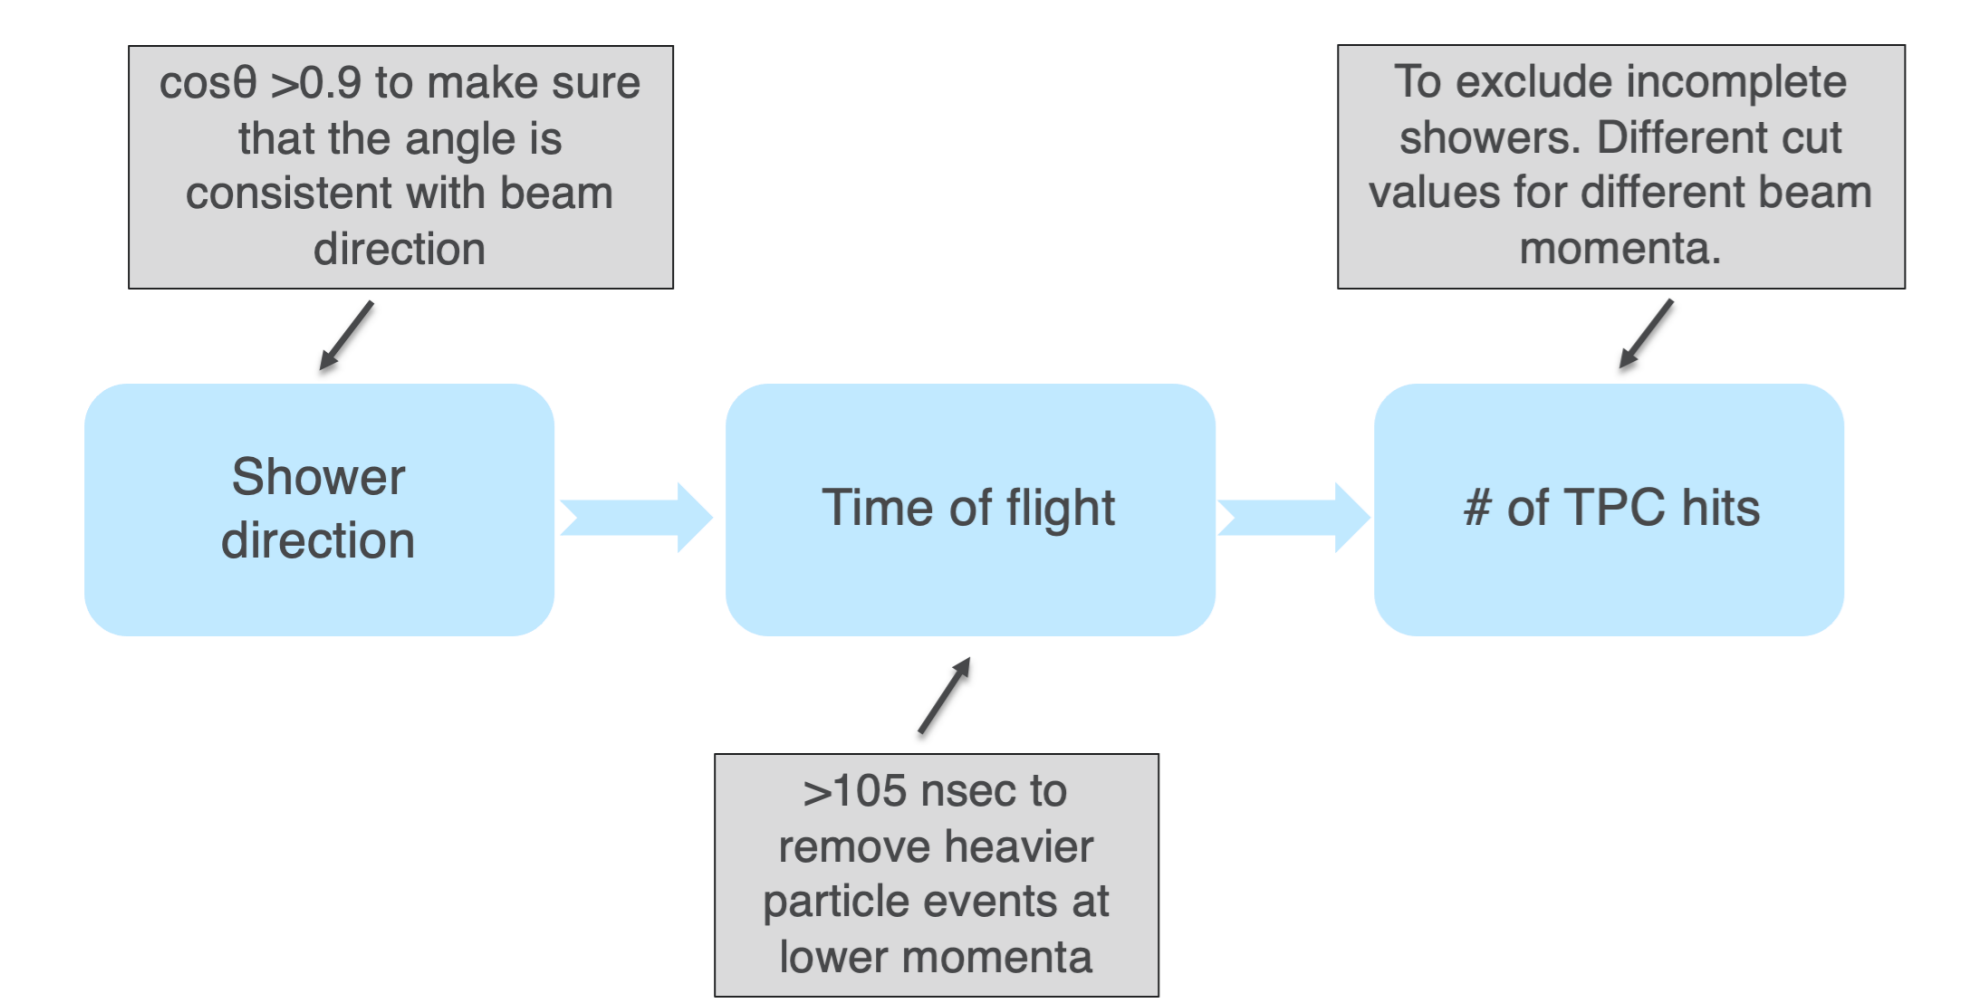 cosθ >0.9 to make sure
that the angle is
consistent with beam
direction
To exclude incomplete
showers. Different cut
values for different beam
momenta.
Shower
direction
Time of flight
# of TPC hits
>105 nsec to
remove heavier
particle events at
lower momenta